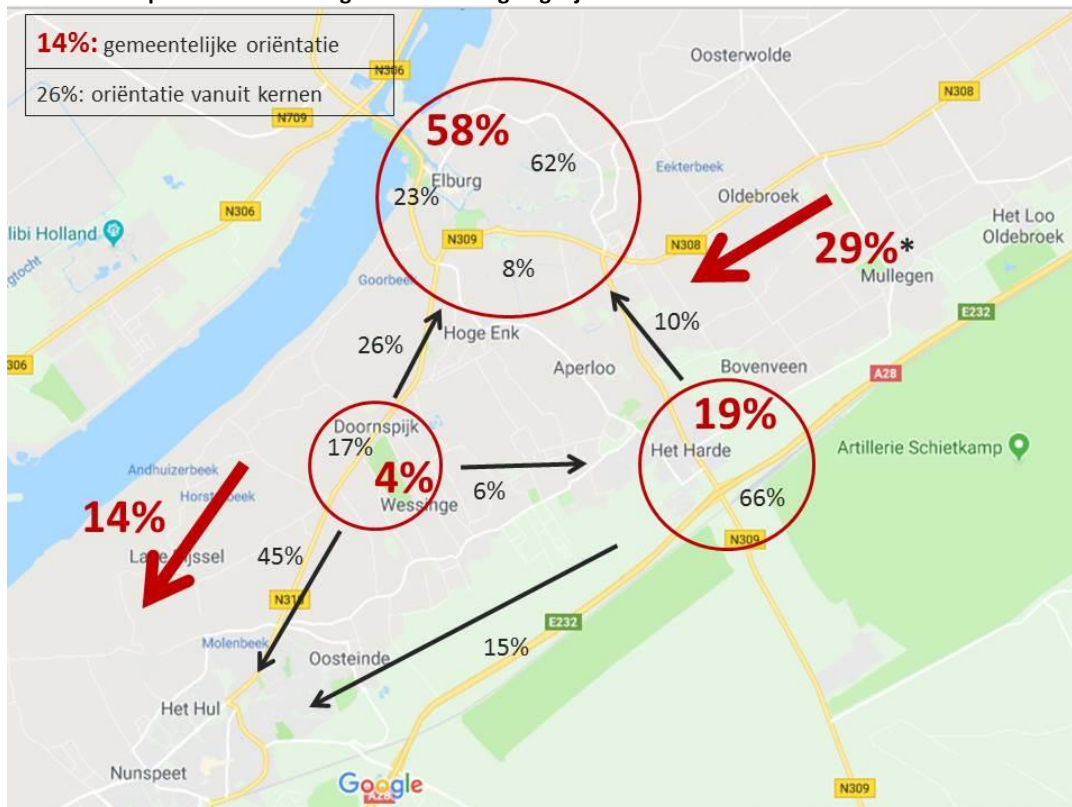 14%: gemeentelijke oriëntatie
26%: oriëntatie vanuit kernen
Oosterwolde
N306
N308
N709
58%
62%
Eekterbeek
Elburg
23%
Oldebroek
N306
Het Loo
Oldebroek
libi Holland
N309
N308
29%*
8%
Mullegen
Goorbeek
E232
10%
Hoge Enk
26%
306
Aperloo
Bovenveen
A28
19%
Doornspijk
17%
Het Harde
Artillerie Schietkamp
4%
Andhuizerbeek
6%
66%
Wessinge
14%
N309
45%
N310
E232
Molenbeek
15%
Oosteinde
Het Hul
Nunspeet
Google
A28
N309